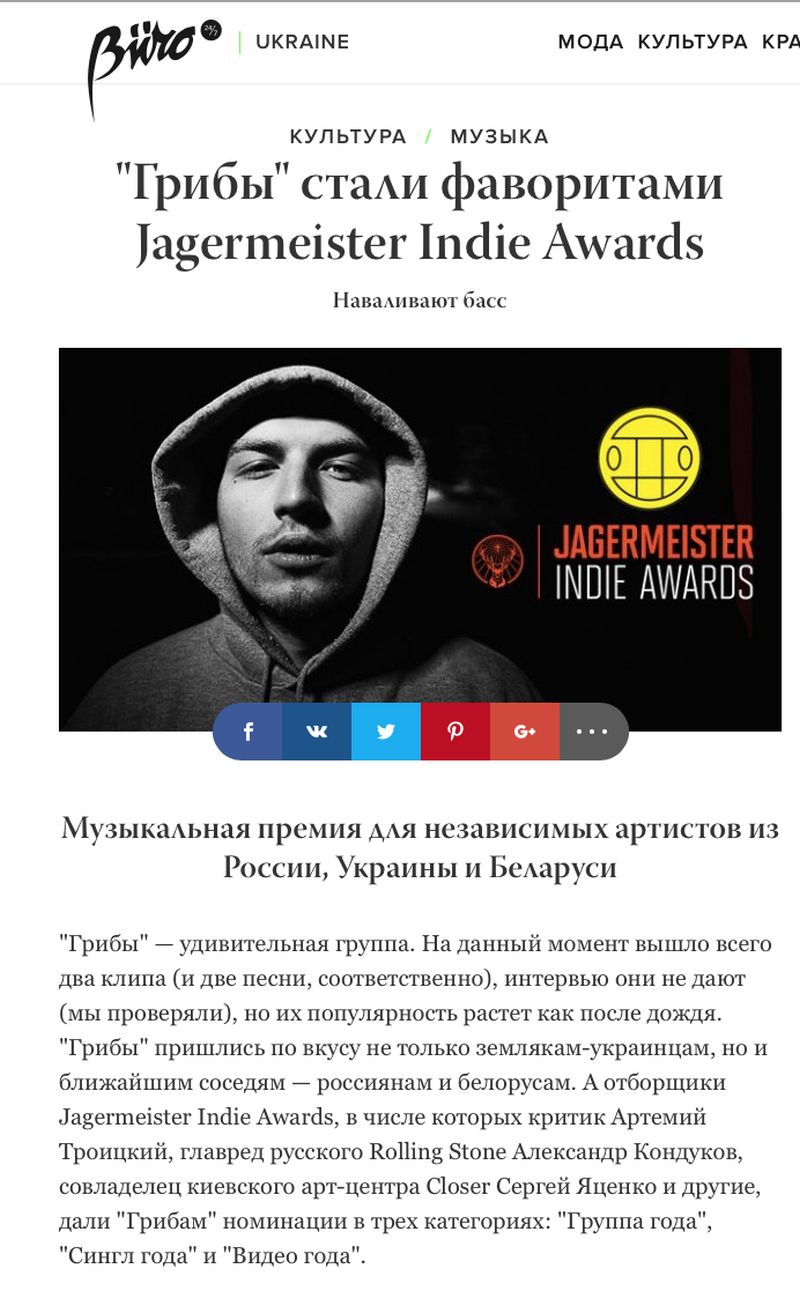 Büro 24/7 UKRAINE МОДА КУЛЬТУРА КРА
КУЛЬТУРА / МУЗЫКА
"Грибы" стали фаворитами
Jagermeister Indie Awards
Наваливают басс
JAGERMEISTER
INDIE AWARDS
Музыкальная премия для независимых артистов из
России, Украины и Беларуси
"Грибы" — удивительная группа. На данный момент вышло всего
два клипа (и две песни, соответственно), интервью они не дают
(мы проверяли), но их популярность растет как после дождя.
"Грибы" пришлись по вкусу не только землякам-украинцам, но и
ближайшим соседям — россиянам и белорусам. А отборщики
Jagermeister Indie Awards, в числе которых критик Артемий
Троицкий, главред русского Rolling Stone Александр Кондуков,
совладелец киевского арт-центра Closer Сергей Яценко и другие,
дали "Грибам" номинации в трех категориях: "Группа года",
"Сингл года" и "Видео года".